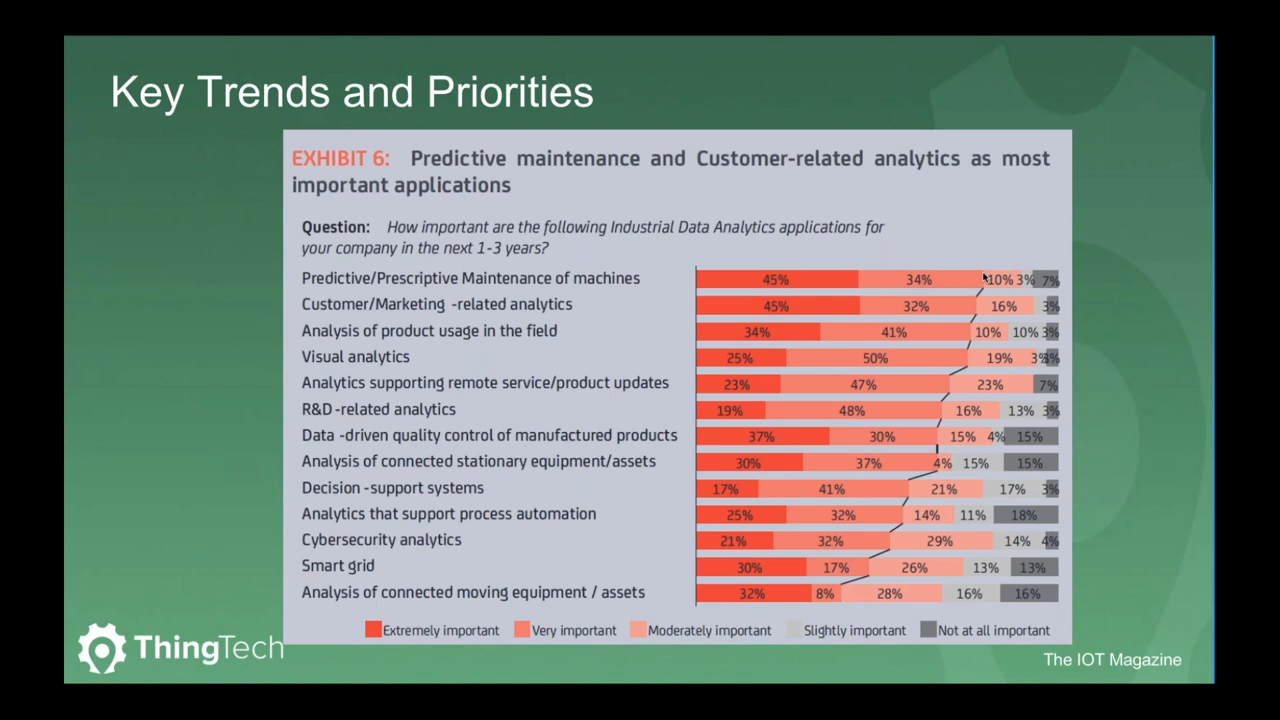 Key Trends and Priorities
EXHIBIT 6: Predictive maintenance and Customer-related analytics as most
important applications
Question: How important are the following Industrial Data Analytics applications for
your company in the next 1-3 years?
Predictive/Prescriptive Maintenance of machines 45% 34% 10% 3% 7%
Customer/Marketing -related analytics 45% 32% 16% 3%
Analysis of product usage in the field 34% 41% 10% 10% 3%
Visual analytics 25% 50% 19% 3% 3%
Analytics supporting remote service/product updates 23% 47% 23% 7%
R&D -related analytics 19% 48% 16% 13% 3%
Data -driven quality control of manufactured products 37% 30% 15% 4% 15%
Analysis of connected stationary equipment/assets 30% 37% 4% 15% 15%
Decision -support systems 17% 41% 21% 17% 3%
Analytics that support process automation 25% 32% 14% 11% 18%
Cybersecurity analytics 21% 32% 29% 14% 4%
Smart grid 30% 17% 26% 13% 13%
Analysis of connected moving equipment / assets 32% 8% 28% 16% 16%
Extremely important Very important Moderately important Slightly important Not at all important
ThingTech
The IOT Magazine